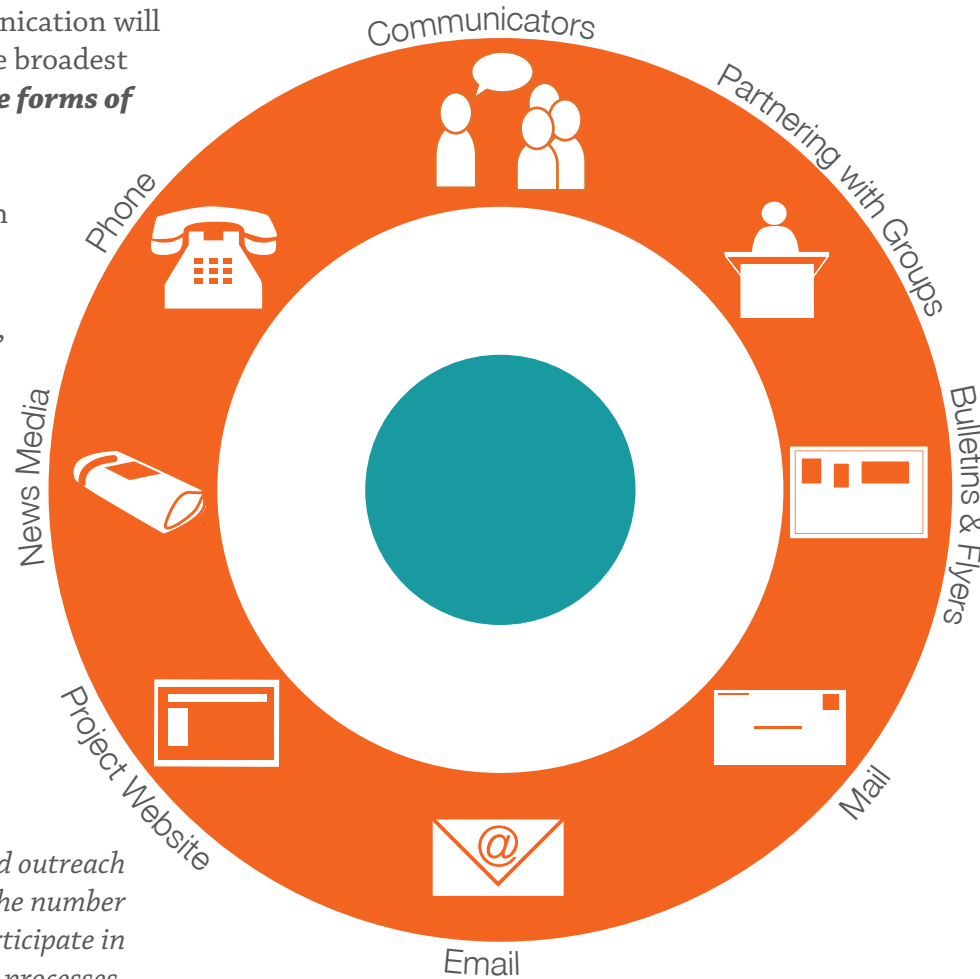 nication will
e broadest
e forms of
n
,
d outreach
he number
rticipate in
processes.
Communicators
Partnering with Groups
Bulletins & Flyers
Mail
@
Email
Project Website
News Media
Phone